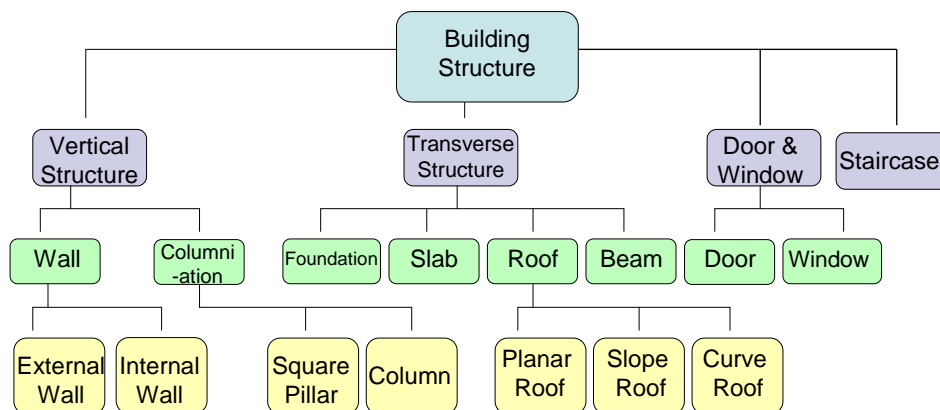 Building
Structure
Vertical
Structure
Transverse
Structure
Door &
Window
Staircase
Wall
Columni
-ation
Foundation
Slab
Roof
Beam
Door
Window
External
Wall
Internal
Wall
Square
Pillar
Column
Planar
Roof
Slope
Roof
Curve
Roof